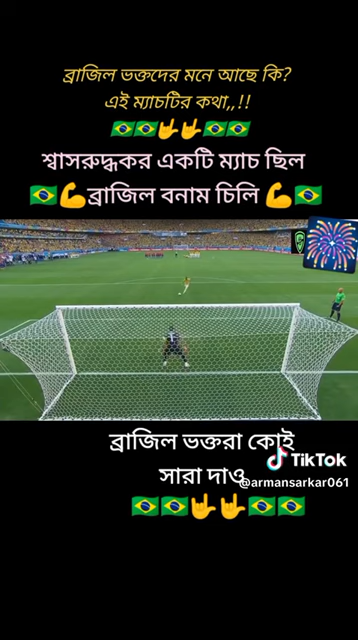 ব্রাজিল ভক্তদের মনে আছে কি?
এই ম্যাচটির কথা,,!!
🇧🇷🇧🇷🤟🤟🇧🇷🇧🇷
শ্বাসরুদ্ধকর একটি ম্যাচ ছিল
🇧🇷💪ব্রাজিল বনাম চিলি 💪🇧🇷
ব্রাজিল ভক্তরা কোই
সারা দাও
TikTok
@armansarkar061
🇧🇷🇧🇷🤟🤟🇧🇷🇧🇷